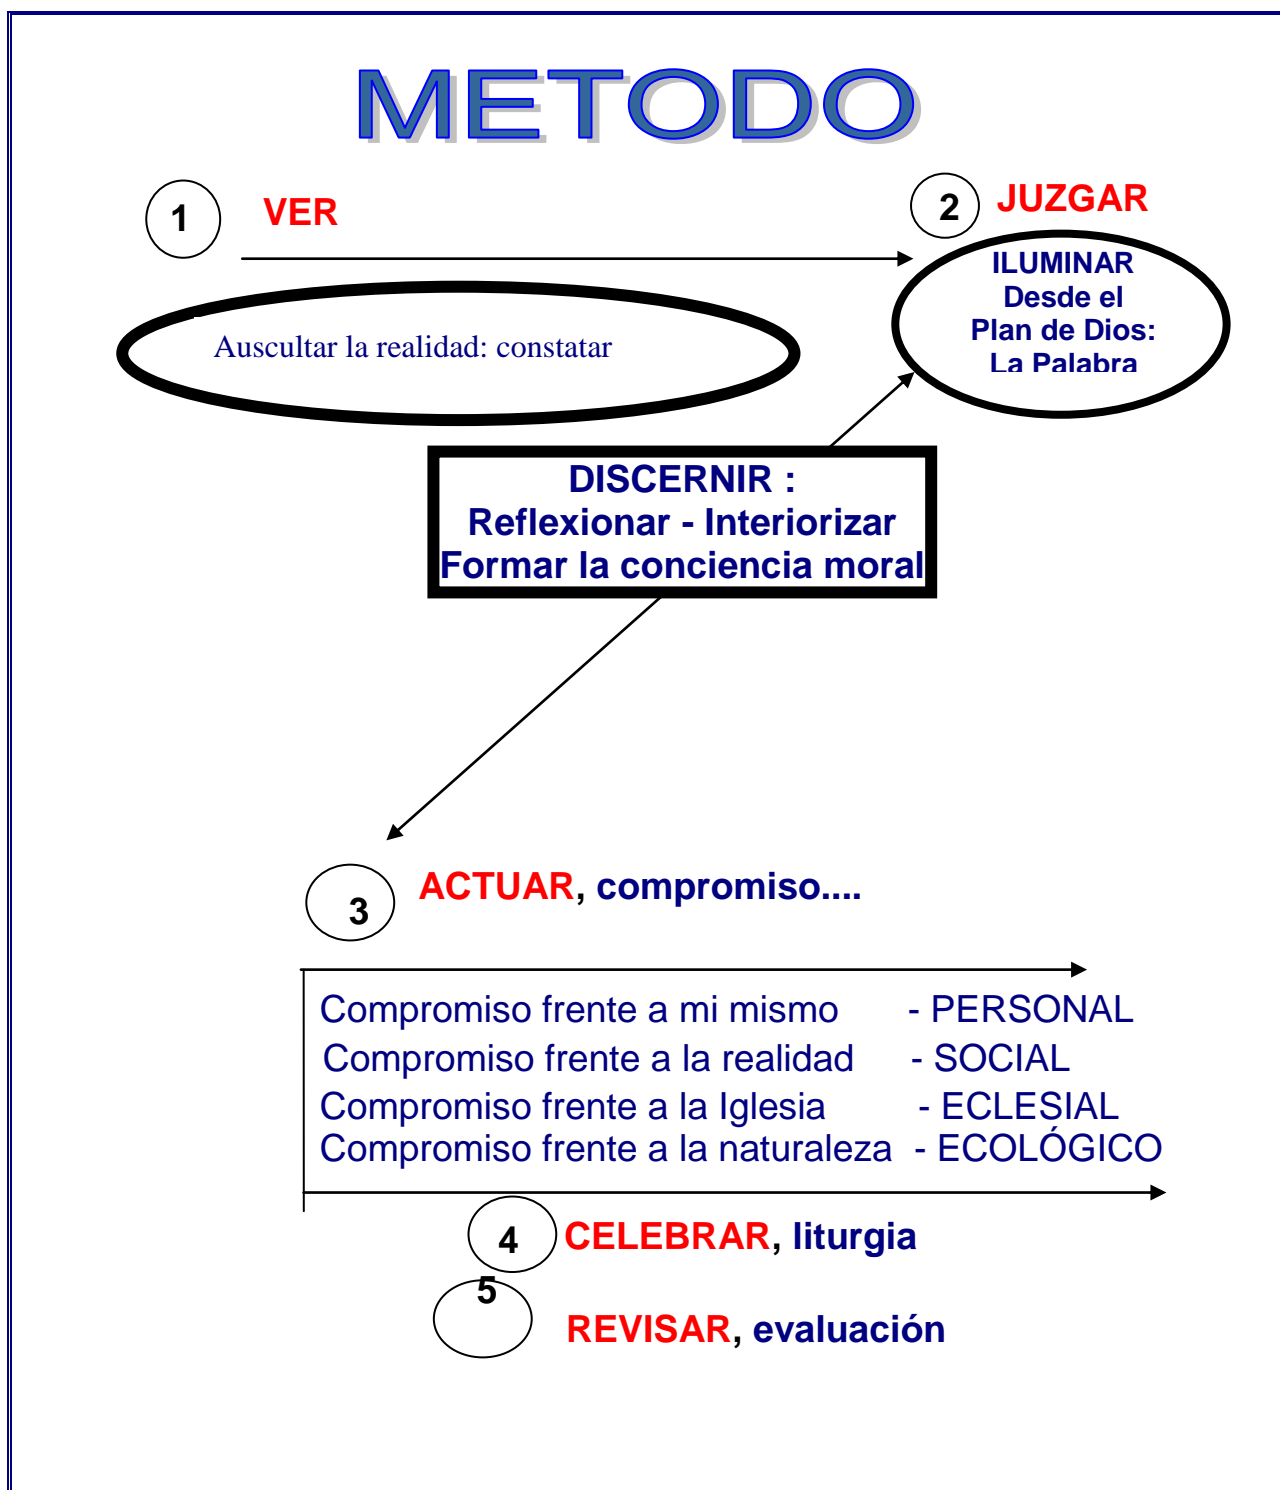 METODO
1 VER
2 JUZGAR
ILUMINAR
Desde el
Plan de Dios:
La Palabra
Auscultar la realidad: constatar
DISCERNIR :
Reflexionar - Interiorizar
Formar la conciencia moral
3 ACTUAR, compromiso....
Compromiso frente a mi mismo - PERSONAL
Compromiso frente a la realidad - SOCIAL
Compromiso frente a la Iglesia - ECLESIAL
Compromiso frente a la naturaleza - ECOLÓGICO
4 CELEBRAR, liturgia
5
REVISAR, evaluación